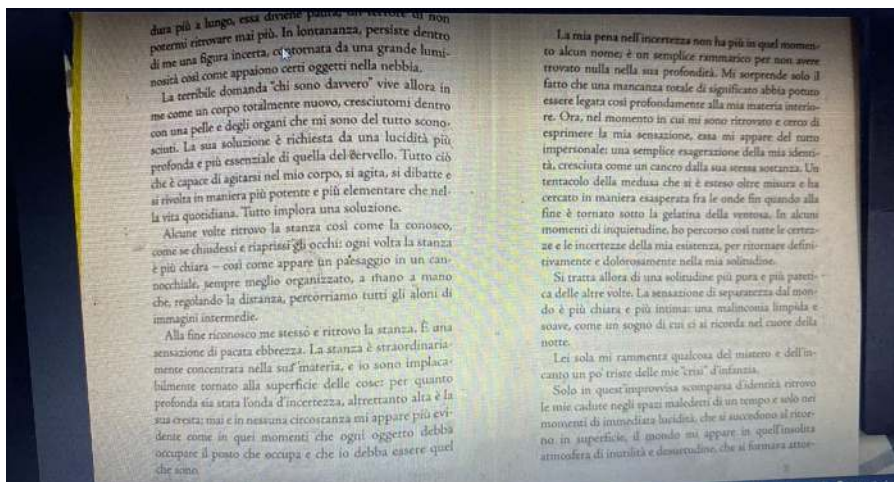 dura più a lungo, essa diviene paura, un terrore di non
potermi ritrovare mai più. In lontananza, persiste dentro
di me una figura incerta, contornata da una grande lumi-
nosità così come appaiono certi oggetti nella nebbia.
La terribile domanda "chi sono davvero" vive allora in
me come un corpo totalmente nuovo, cresciutomi dentro
con una pelle e degli organi che mi sono del tutto scono-
sciuti. La sua soluzione è richiesta da una lucidità più
profonda e più essenziale di quella del cervello. Tutto ciò
che è capace di agitarsi nel mio corpo, si agita, si dibatte e
si rivolta in maniera più potente e più elementare che nel-
la vita quotidiana. Tutto implora una soluzione.
Alcune volte ritrovo la stanza così come la conosco,
come se chiudessi e riaprissi gli occhi: ogni volta la stanza
è più chiara – così come appare un paesaggio in un can-
nocchiale, sempre meglio organizzato, a mano a mano
che, regolando la distanza, percorriamo tutti gli aloni di
immagini intermedie.
Alla fine riconosco me stesso e ritrovo la stanza. È una
sensazione di pacata ebbrezza. La stanza è straordinaria-
mente concentrata nella sua materia, e io sono implaca-
bilmente tornato alla superficie delle cose: per quanto
profonda sia stata l'onda d'incertezza, altrettanto alta è la
sua cresta; mai e in nessuna circostanza mi appare più evi-
dente come in quei momenti che ogni oggetto debba
occupare il posto che occupa e che io debba essere quel
che sono.
La mia pena nell'incertezza non ha più in quel momen-
to alcun nome; è un semplice rammarico per non avere
trovato nulla nella sua profondità. Mi sorprende solo il
fatto che una mancanza totale di significato abbia potuto
essere legata così profondamente alla mia materia interio-
re. Ora, nel momento in cui mi sono ritrovato e cerco di
esprimere la mia sensazione, essa mi appare del tutto
impersonale: una semplice esagerazione della mia identi-
tà, cresciuta come un cancro dalla sua stessa sostanza. Un
tentacolo della medusa che si è esteso oltre misura e ha
cercato in maniera esasperata fra le onde fin quando alla
fine è tornato sotto la gelatina della ventosa. In alcuni
momenti di inquietudine, ho percorso così tutte le certez-
ze e le incertezze della mia esistenza, per ritornare defini-
tivamente e dolorosamente nella mia solitudine.
Si tratta allora di una solitudine più pura e più pateti-
ca delle altre volte. La sensazione di separatezza dal mon-
do è più chiara e più intima: una malinconia limpida e
soave, come un sogno di cui ci si ricorda nel cuore della
notte.
Lei sola mi rammenta qualcosa del mistero e dell'in-
canto un po' triste delle mie "crisi" d'infanzia.
Solo in quest'improvvisa scomparsa d'identità ritrovo
le mie cadute negli spazi maledetti di un tempo e solo nei
momenti di immediata lucidità, che si succedono al ritor-
no in superficie, il mondo mi appare in quell'insolita
atmosfera di inutilità e desuetudine, che si formava attor-